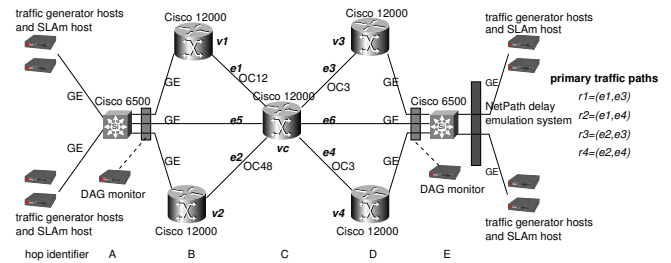 traffic generator hosts
and SLAm host
Cisco 12000
v1
Cisco 12000
v3
traffic generator hosts
and SLAm host
GE
GE
e1
OC12
e3
OC3
GE
GE
primary traffic paths
r1=(e1,e3)
r2=(e1,e4)
r3=(e2,e3)
r4=(e2,e4)
Cisco 6500
Si
GE
e5
Cisco 12000
vc
e6
GE
Cisco 6500
Si
NetPath delay
emulation system
GE
GE
e2
OC48
e4
OC3
GE
GE
DAG monitor
DAG monitor
v2
Cisco 12000
v4
Cisco 12000
traffic generator hosts
and SLAm host
traffic generator hosts
and SLAm host
hop identifier A B C D E